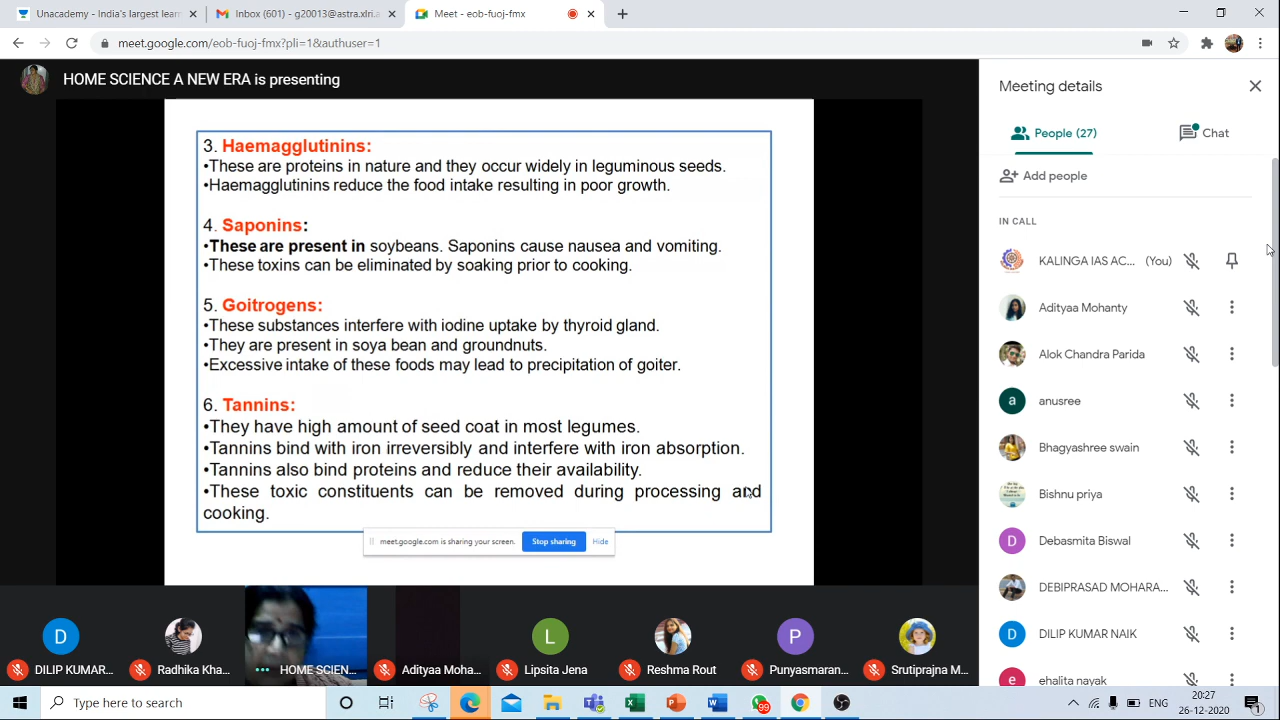 Unacademy - India's largest learn
Inbox (601) - g20013@astra.xlri.a
Meet - eob-fuoj-fmx
meet.google.com/eob-fuoj-fmx?pli=1&authuser=1
HOME SCIENCE A NEW ERA is presenting
3. Haemagglutinins:
•These are proteins in nature and they occur widely in leguminous seeds.
•Haemagglutinins reduce the food intake resulting in poor growth.
4. Saponins:
•These are present in soybeans. Saponins cause nausea and vomiting.
•These toxins can be eliminated by soaking prior to cooking.
5. Goitrogens:
•These substances interfere with iodine uptake by thyroid gland.
•They are present in soya bean and groundnuts.
•Excessive intake of these foods may lead to precipitation of goiter.
6. Tannins:
•They have high amount of seed coat in most legumes.
•Tannins bind with iron irreversibly and interfere with iron absorption.
•Tannins also bind proteins and reduce their availability.
•These toxic constituents can be removed during processing and
cooking.
meet.google.com is sharing your screen. Stop sharing Hide
D L P
DILIP KUMAR... Radhika Kha... HOME SCIEN... Adityaa Moha... Lipsita Jena Reshma Rout Punyasmaran... Srutiprajna M...
Meeting details
People (27) Chat
Add people
IN CALL
KALINGA IAS AC... (You)
Adityaa Mohanty
Alok Chandra Parida
a anusree
Bhagyashree swain
Bishnu priya
D Debasmita Biswal
DEBIPRASAD MOHARA...
D DILIP KUMAR NAIK
e ehalita nayak
Type here to search
99
ENG
20:27
26-12-2020
1